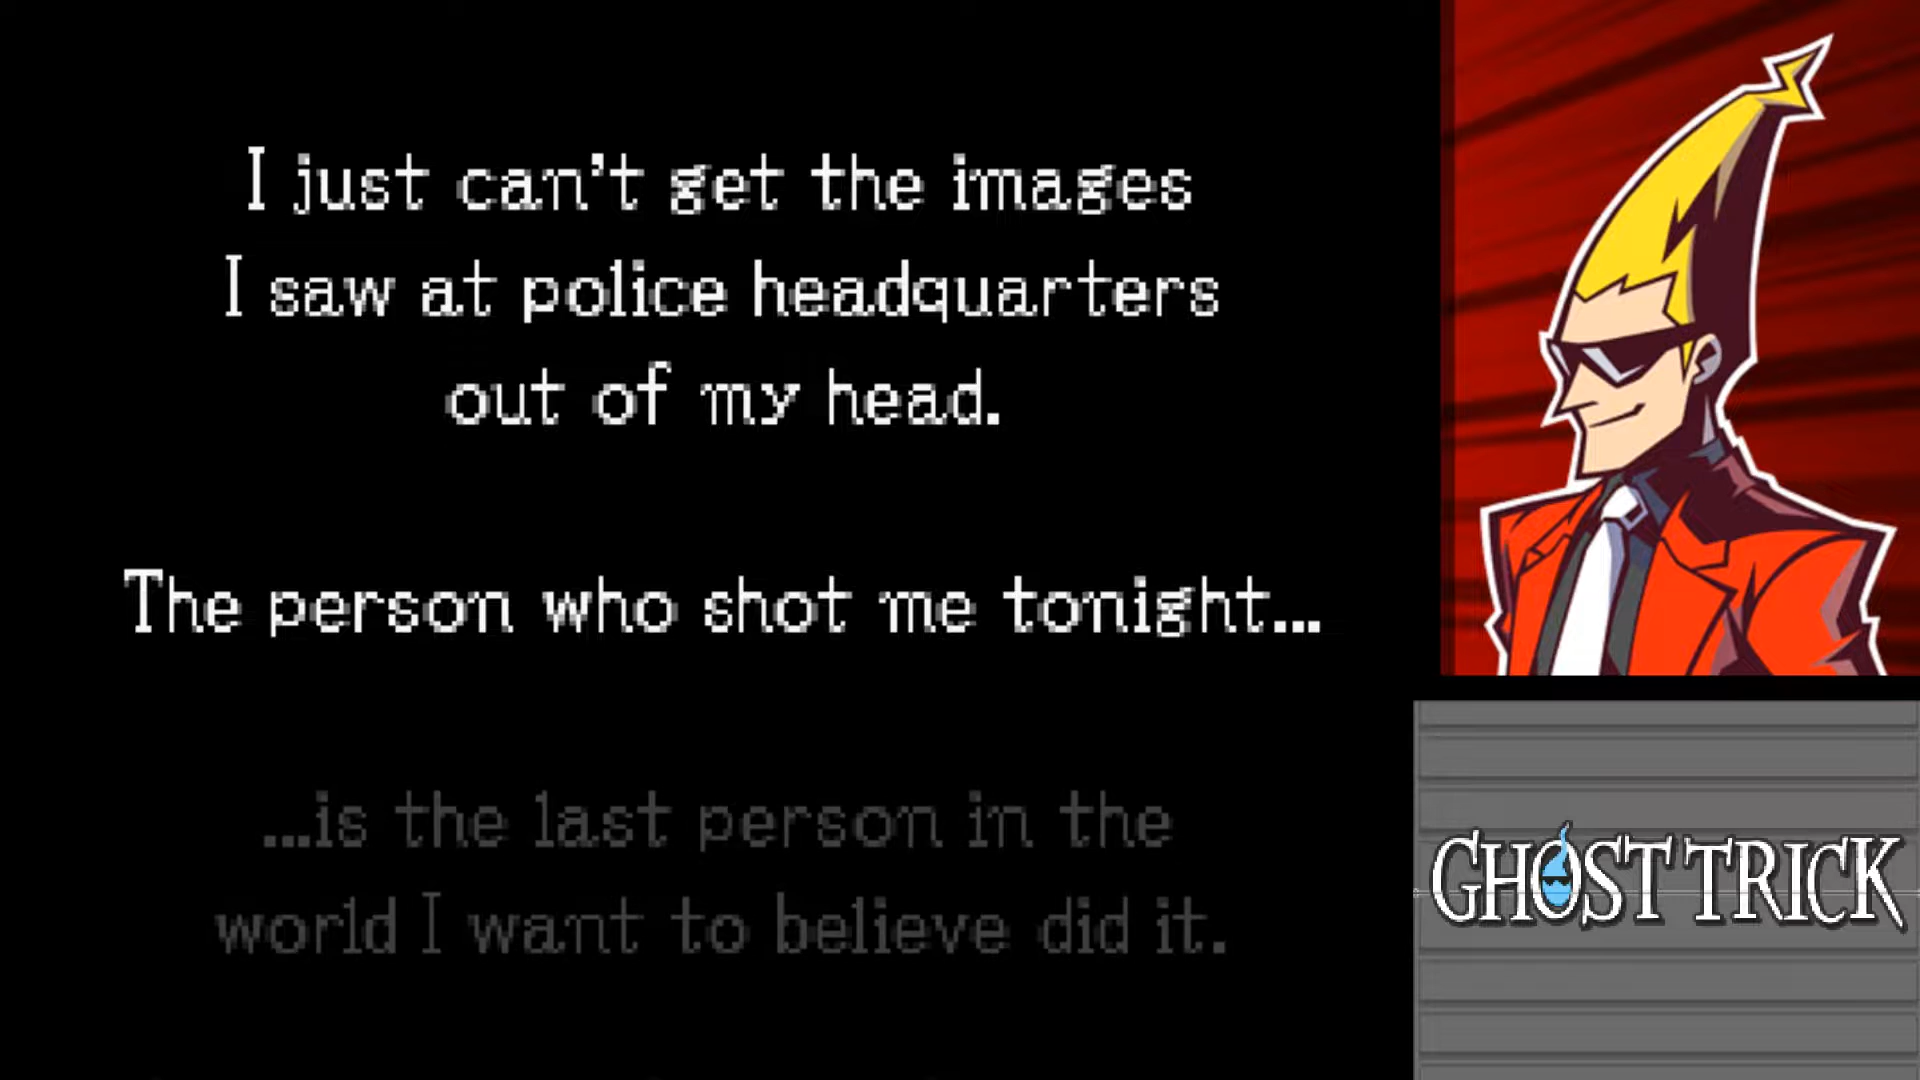 I just can't get the images
I saw at police headquarters
out of my head.
The person who shot me tonight...
...is the last person in the
world I want to believe did it.
GHOST TRICK